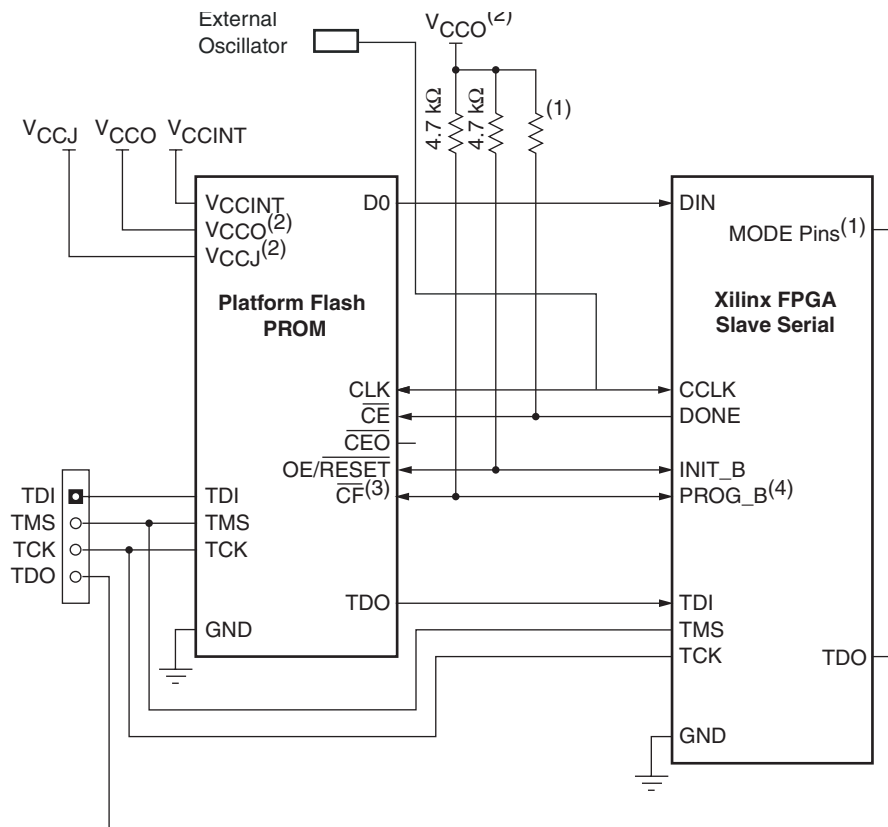 External
Oscillator
VCCO(2)
4.7 kΩ
4.7 kΩ
(1)
VCCJ VCCO VCCINT
VCCINT
VCCO(2)
VCCJ(2)
D0
DIN
MODE Pins(1)
Platform Flash
PROM
Xilinx FPGA
Slave Serial
CLK
CE
CEO
OE/RESET
CF(3)
CCLK
DONE
INIT_B
PROG_B(4)
TDI
TMS
TCK
TDO
TDI
TMS
TCK
TDO
GND
TDI
TMS
TCK
TDO
GND